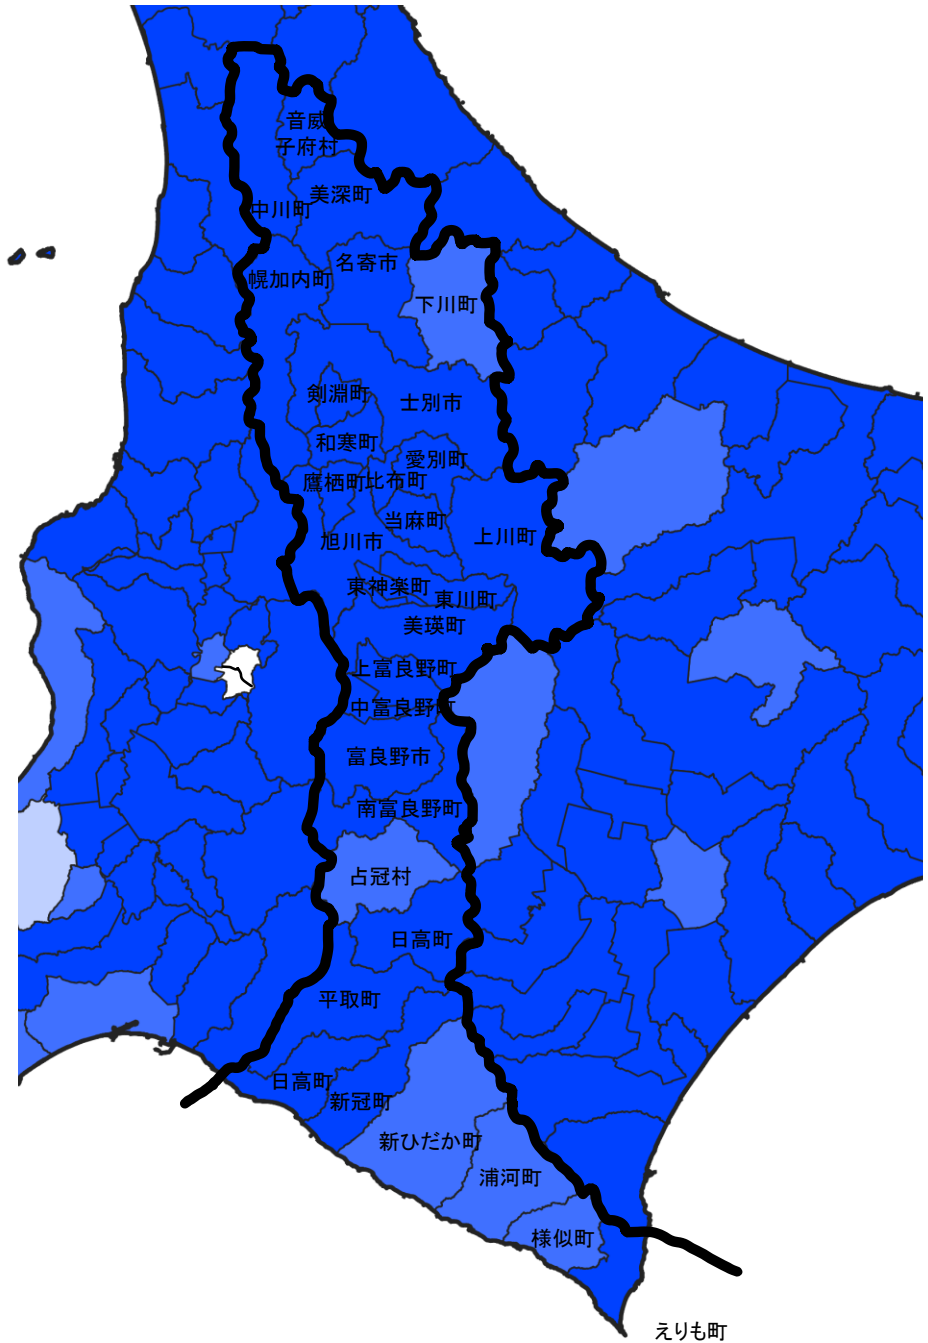 音威
子府村
美深町
中川町
名寄市
幌加内町
下川町
剣淵町
士別市
和寒町
愛別町
鷹栖町
比布町
当麻町
旭川市
上川町
東神楽町
東川町
美瑛町
上富良野町
中富良野町
富良野市
南富良野町
占冠村
日高町
平取町
日高町
新冠町
新ひだか町
浦河町
様似町
えりも町